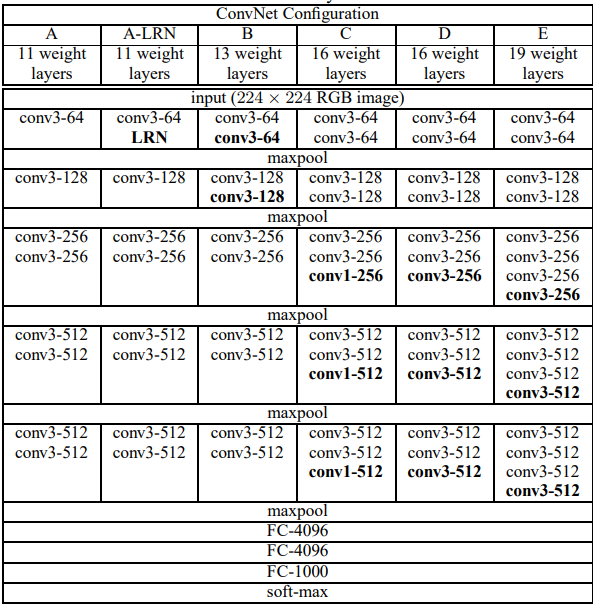 ConvNet Configuration
A A-LRN B C D E
11 weight 11 weight 13 weight 16 weight 16 weight 19 weight
layers layers layers layers layers layers
input (224 × 224 RGB image)
conv3-64 conv3-64 conv3-64 conv3-64 conv3-64 conv3-64
LRN conv3-64 conv3-64 conv3-64 conv3-64
maxpool
conv3-128 conv3-128 conv3-128 conv3-128 conv3-128 conv3-128
conv3-128 conv3-128 conv3-128 conv3-128
maxpool
conv3-256 conv3-256 conv3-256 conv3-256 conv3-256 conv3-256
conv3-256 conv3-256 conv3-256 conv3-256 conv3-256 conv3-256
conv1-256 conv3-256 conv3-256
conv3-256
maxpool
conv3-512 conv3-512 conv3-512 conv3-512 conv3-512 conv3-512
conv3-512 conv3-512 conv3-512 conv3-512 conv3-512 conv3-512
conv1-512 conv3-512 conv3-512
conv3-512
maxpool
conv3-512 conv3-512 conv3-512 conv3-512 conv3-512 conv3-512
conv3-512 conv3-512 conv3-512 conv3-512 conv3-512 conv3-512
conv1-512 conv3-512 conv3-512
conv3-512
maxpool
FC-4096
FC-4096
FC-1000
soft-max